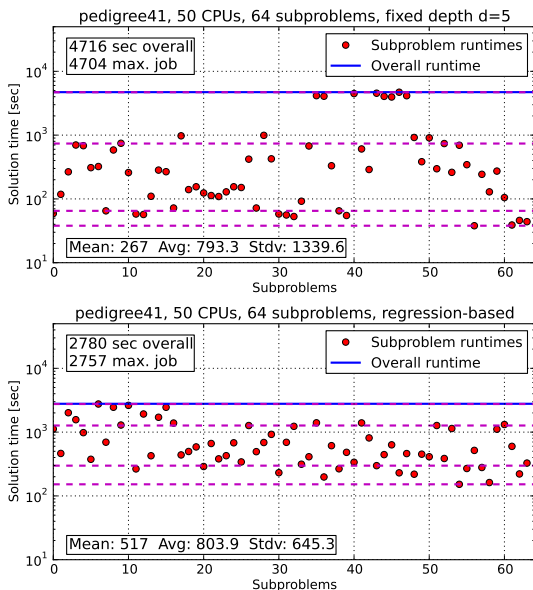 pedigree41, 50 CPUs, 64 subproblems, fixed depth d=5
4716 sec overall
4704 max. job
Subproblem runtimes
Overall runtime
10^4
10^3
10^2
10^1
Solution time [sec]
Mean: 267 Avg: 793.3 Stdv: 1339.6
0 10 20 30 40 50 60
Subproblems
pedigree41, 50 CPUs, 64 subproblems, regression-based
2780 sec overall
2757 max. job
Subproblem runtimes
Overall runtime
10^4
10^3
10^2
10^1
Solution time [sec]
Mean: 517 Avg: 803.9 Stdv: 645.3
0 10 20 30 40 50 60
Subproblems